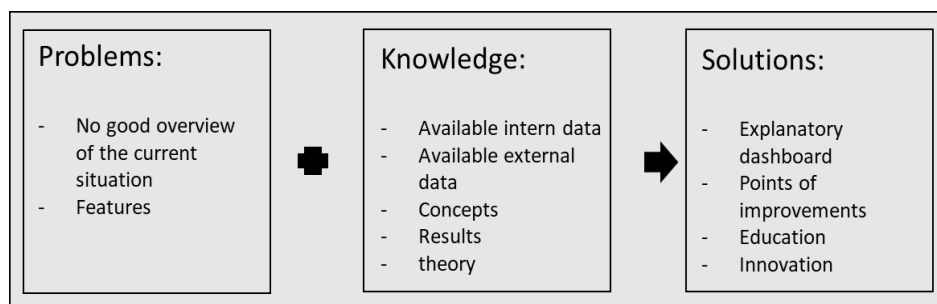 Problems:
- No good overview
of the current
situation
- Features
Knowledge:
- Available intern data
- Available external
data
- Concepts
- Results
- theory
Solutions:
- Explanatory
dashboard
- Points of
improvements
- Education
- Innovation